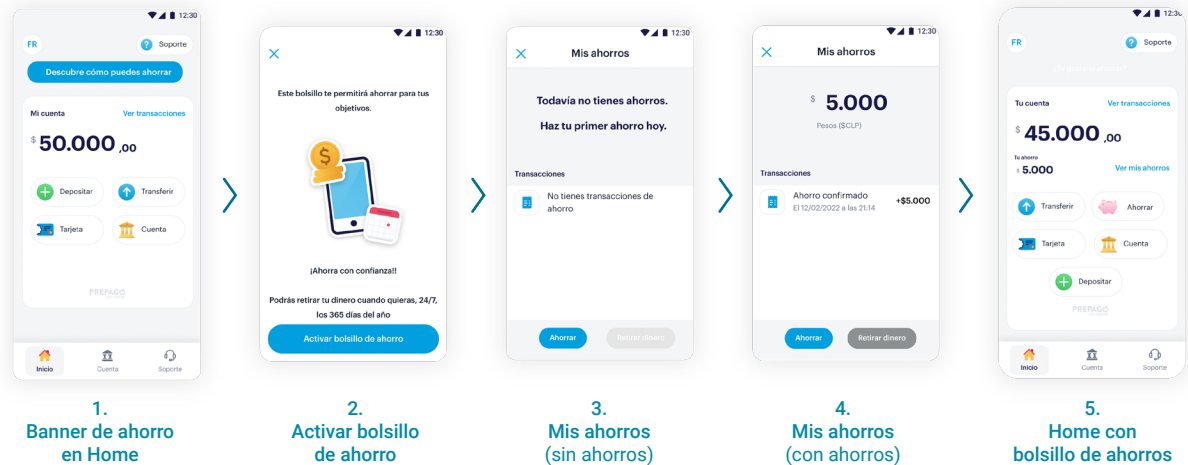 12:30
FR
Soporte
Descubre cómo puedes ahorrar
Mi cuenta
Ver transacciones
$ 50.000 ,00
Depositar
Transferir
Tarjeta
Cuenta
PREPAGO
Inicio
Cuenta
Soporte
1.
Banner de ahorro
en Home
12:30
Este bolsillo te permitirá ahorrar para tus
objetivos.
¡Ahorra con confianza!!
Podrás retirar tu dinero cuando quieras, 24/7,
los 365 días del año
Activar bolsillo de ahorro
2.
Activar bolsillo
de ahorro
12:30
Mis ahorros
Todavía no tienes ahorros.
Haz tu primer ahorro hoy.
Transacciones
No tienes transacciones de
ahorro
Ahorrar
Retirar dinero
3.
Mis ahorros
(sin ahorros)
12:30
Mis ahorros
$ 5.000
Pesos ($CLP)
Transacciones
Ahorro confirmado
El 12/02/2022 a las 21:14
+$5.000
Ahorrar
Retirar dinero
4.
Mis ahorros
(con ahorros)
12:30
FR
Soporte
Tu cuenta
Ver transacciones
$ 45.000 ,00
Tu ahorro
$ 5.000
Ver mis ahorros
Transferir
Ahorrar
Tarjeta
Cuenta
Depositar
PREPAGO
Inicio
Cuenta
Soporte
5.
Home con
bolsillo de ahorros